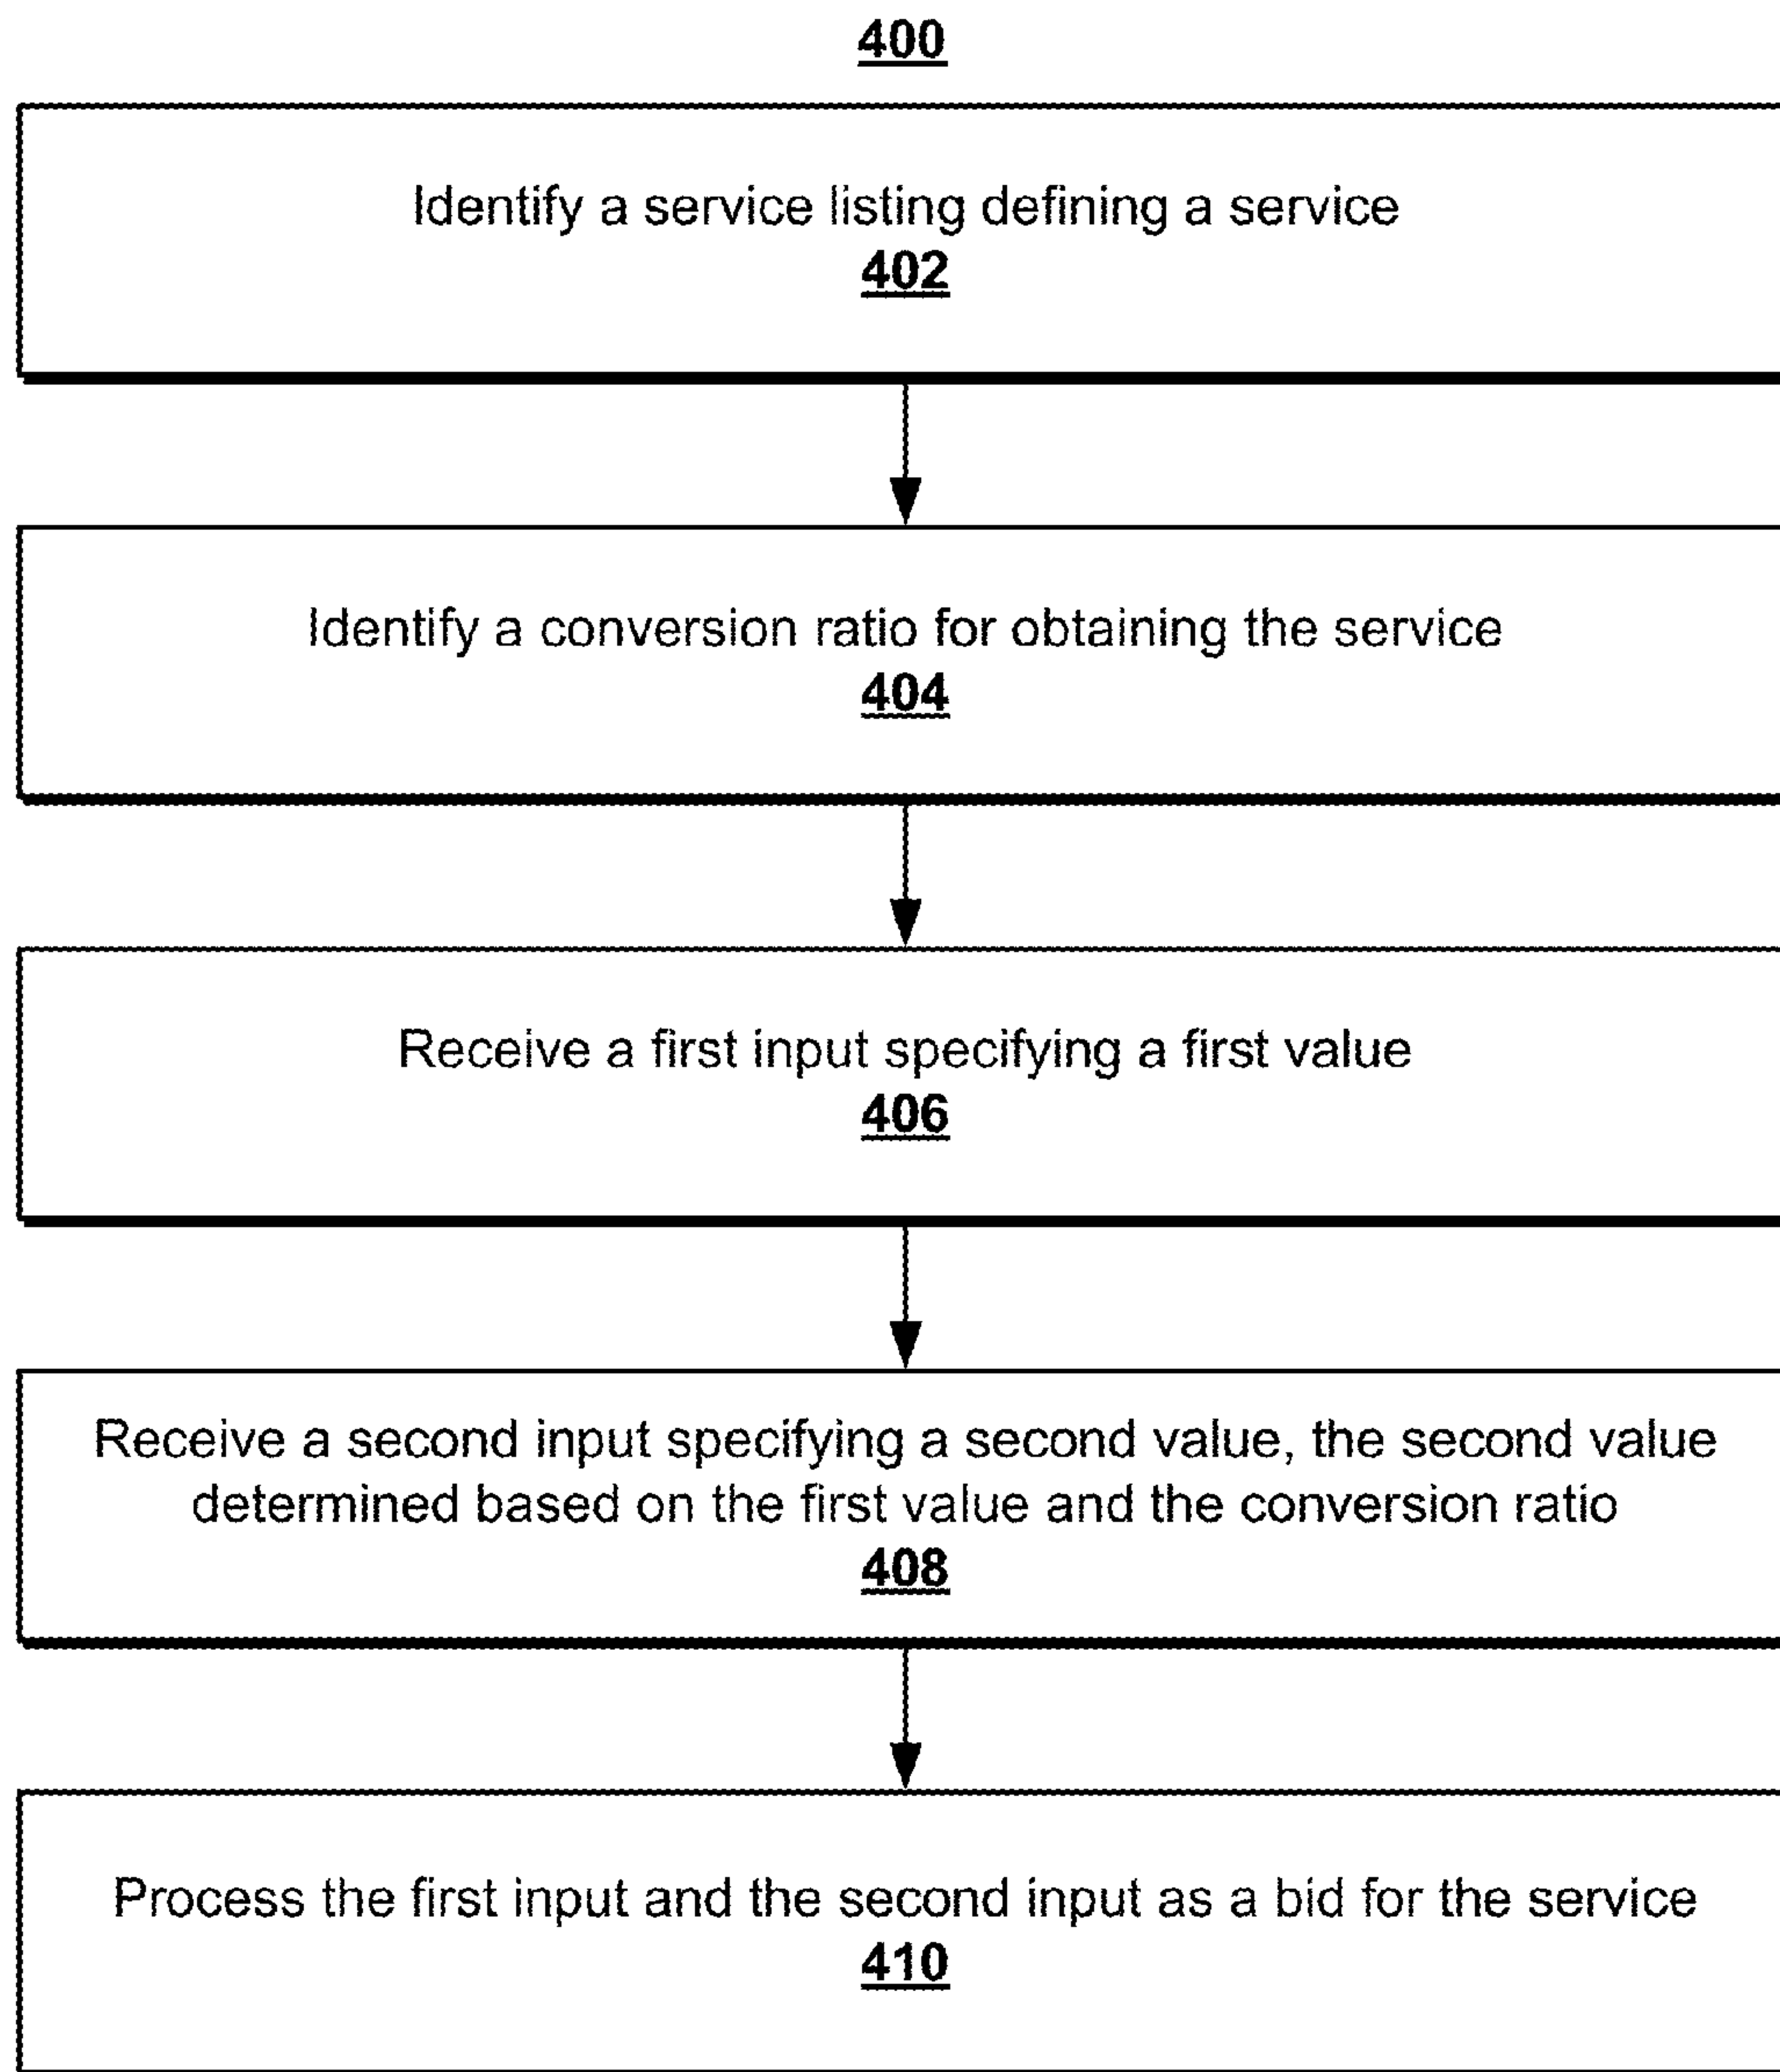 400
Identify a service listing defining a service
402
Identify a conversion ratio for obtaining the service
404
Receive a first input specifying a first value
406
Receive a second input specifying a second value, the second value
determined based on the first value and the conversion ratio
408
Process the first input and the second input as a bid for the service
410